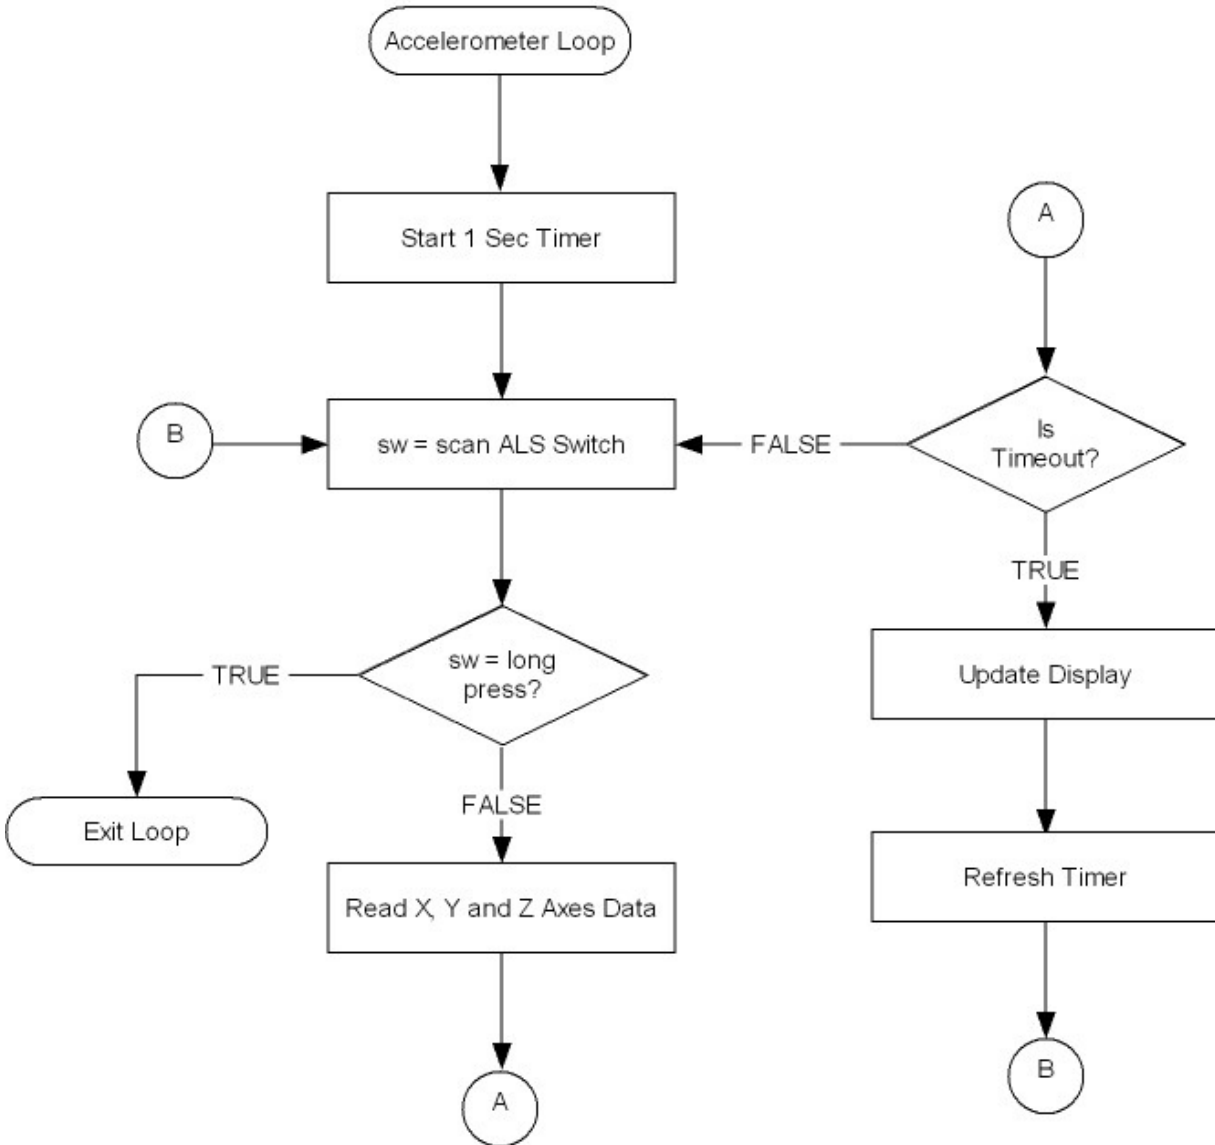 Accelerometer Loop
Start 1 Sec Timer
A
B
sw = scan ALS Switch
FALSE
Is
Timeout?
TRUE
TRUE
sw = long
press?
Update Display
FALSE
Exit Loop
Refresh Timer
Read X, Y and Z Axes Data
A
B